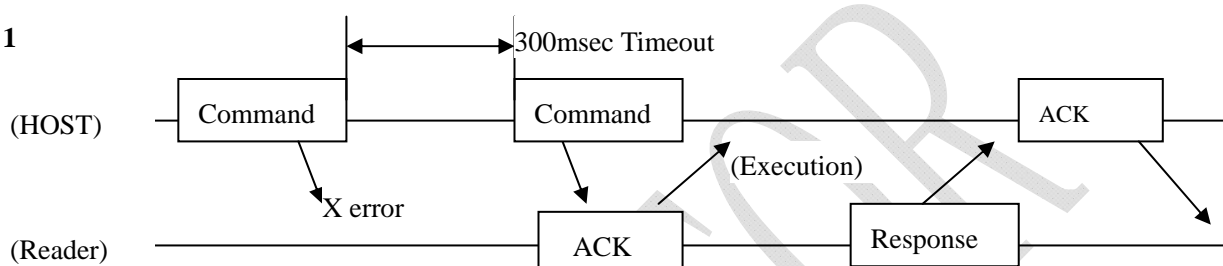 1
300msec Timeout
(HOST) Command Command ACK
(Execution)
X error
(Reader) ACK Response